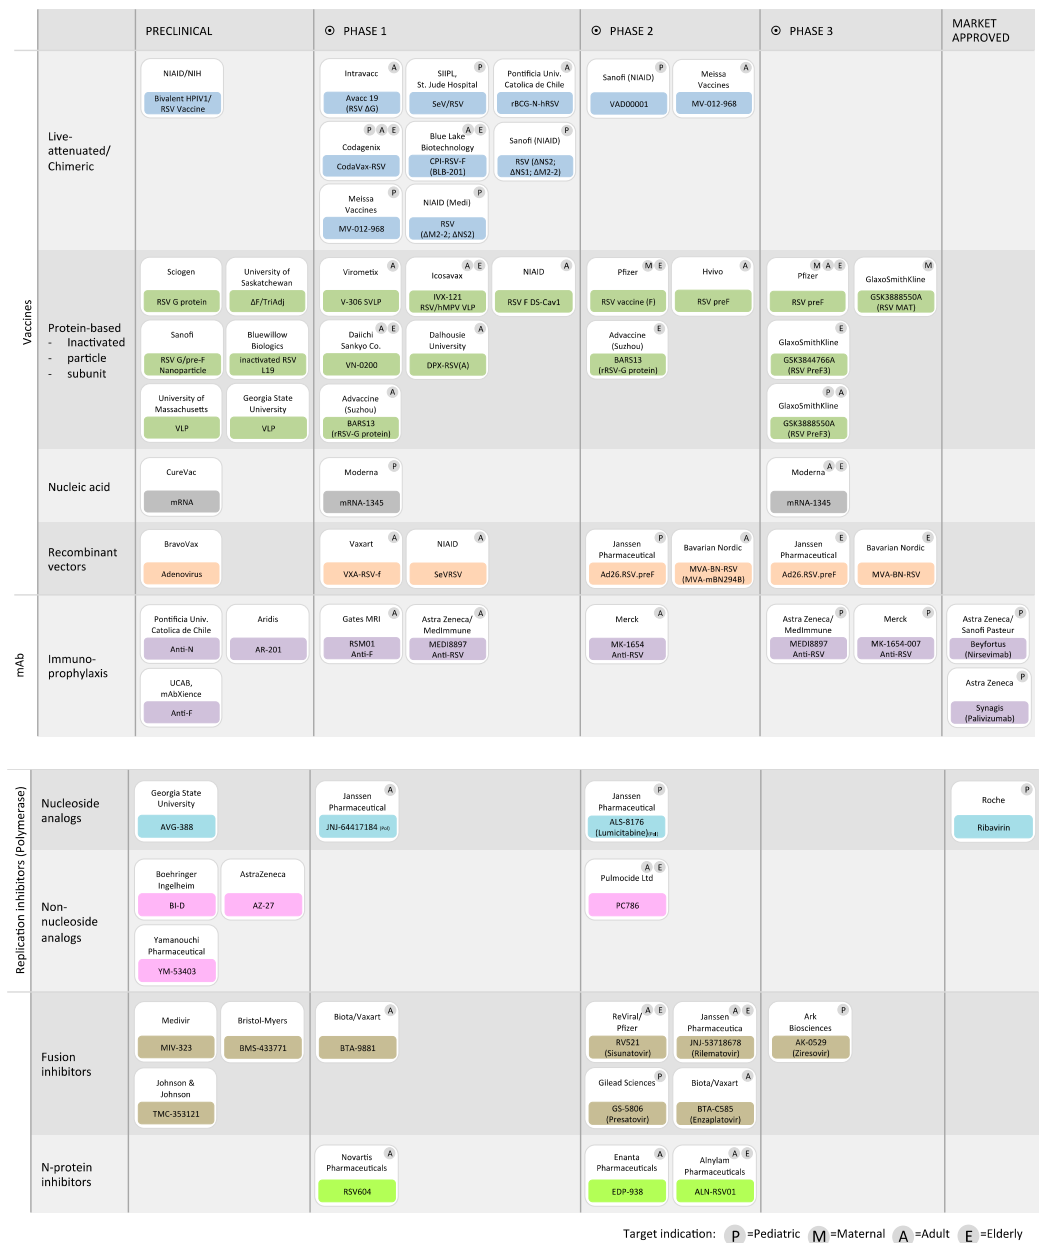 PRECLINICAL
PHASE 1
PHASE 2
PHASE 3
MARKET
APPROVED
Vaccines
Live-
attenuated/
Chimeric
NIAID/NIH
Bivalent HPIV1/
RSV Vaccine
Intravacc
A
Avacc 19
(RSV ΔG)
SIIPL,
St. Jude Hospital
P
SeV/RSV
Pontificia Univ.
Catolica de Chile
A
rBCG-N-hRSV
Sanofi (NIAID)
P
VAD00001
Meissa
Vaccines
A
MV-012-968
Codagenix
P A E
CodaVax-RSV
Blue Lake
Biotechnology
A E
CPI-RSV-F
(BLB-201)
Sanofi (NIAID)
P
RSV (ΔNS2;
ΔNS1; ΔM2-2)
Meissa
Vaccines
P
MV-012-968
NIAID (Medi)
P
RSV
(ΔM2-2; ΔNS2)
Protein-based
- Inactivated
- particle
- subunit
Sciogen
RSV G protein
University of
Saskatchewan
ΔF/TriAdj
Virometix
A
V-306 SVLP
Icosavax
A E
IVX-121
RSV/hMPV VLP
NIAID
A
RSV F DS-Cav1
Pfizer
M E
RSV vaccine (F)
Hvivo
A
RSV preF
Pfizer
M A E
RSV preF
GlaxoSmithKline
M
GSK3888550A
(RSV MAT)
Sanofi
RSV G/pre-F
Nanoparticle
Bluewillow
Biologics
inactivated RSV
L19
Daiichi
Sankyo Co.
A E
VN-0200
Dalhousie
University
A
DPX-RSV(A)
Advaccine
(Suzhou)
E
BARS13
(rRSV-G protein)
GlaxoSmithKline
E
GSK3844766A
(RSV PreF3)
University of
Massachusetts
VLP
Georgia State
University
VLP
Advaccine
(Suzhou)
A
BARS13
(rRSV-G protein)
GlaxoSmithKline
P A
GSK3888550A
(RSV PreF3)
Nucleic acid
CureVac
mRNA
Moderna
P
mRNA-1345
Moderna
A E
mRNA-1345
Recombinant
vectors
BravoVax
Adenovirus
Vaxart
A
VXA-RSV-f
NIAID
A
SeVRSV
Janssen
Pharmaceutical
P
Ad26.RSV.preF
Bavarian Nordic
A
MVA-BN-RSV
(MVA-mBN294B)
Janssen
Pharmaceutical
E
Ad26.RSV.preF
Bavarian Nordic
E
MVA-BN-RSV
mAb
Immuno-
prophylaxis
Pontificia Univ.
Catolica de Chile
Anti-N
Aridis
AR-201
Gates MRI
A
RSM01
Anti-F
Astra Zeneca/
MedImmune
A
MEDI8897
Anti-RSV
Merck
A
MK-1654
Anti-RSV
Astra Zeneca/
MedImmune
P
MEDI8897
Anti-RSV
Merck
P
MK-1654-007
Anti-RSV
Astra Zeneca/
Sanofi Pasteur
P
Beyfortus
(Nirsevimab)
UCAB,
mAbXience
Anti-F
Astra Zeneca
P
Synagis
(Palivizumab)
Replication inhibitors (Polymerase)
Nucleoside
analogs
Georgia State
University
AVG-388
Janssen
Pharmaceutical
A
JNJ-64417184 (Pol)
Janssen
Pharmaceutical
P
ALS-8176
(Lumicitabine)(Pol)
Roche
P
Ribavirin
Non-
nucleoside
analogs
Boehringer
Ingelheim
BI-D
AstraZeneca
AZ-27
Pulmocide Ltd
A E
PC786
Yamanouchi
Pharmaceutical
YM-53403
Fusion
inhibitors
Medivir
MIV-323
Bristol-Myers
BMS-433771
Biota/Vaxart
A
BTA-9881
ReViral/
Pfizer
A E
RV521
(Sisunatovir)
Janssen
Pharmaceutica
A E
JNJ-53718678
(Rilematovir)
Ark
Biosciences
P
AK-0529
(Ziresovir)
Johnson &
Johnson
TMC-353121
Gilead Sciences
P
GS-5806
(Presatovir)
Biota/Vaxart
A
BTA-C585
(Enzaplatovir)
N-protein
inhibitors
Novartis
Pharmaceuticals
A
RSV604
Enanta
Pharmaceuticals
A
EDP-938
Alnylam
Pharmaceuticals
A E
ALN-RSV01
Target indication: P =Pediatric M =Maternal A =Adult E =Elderly